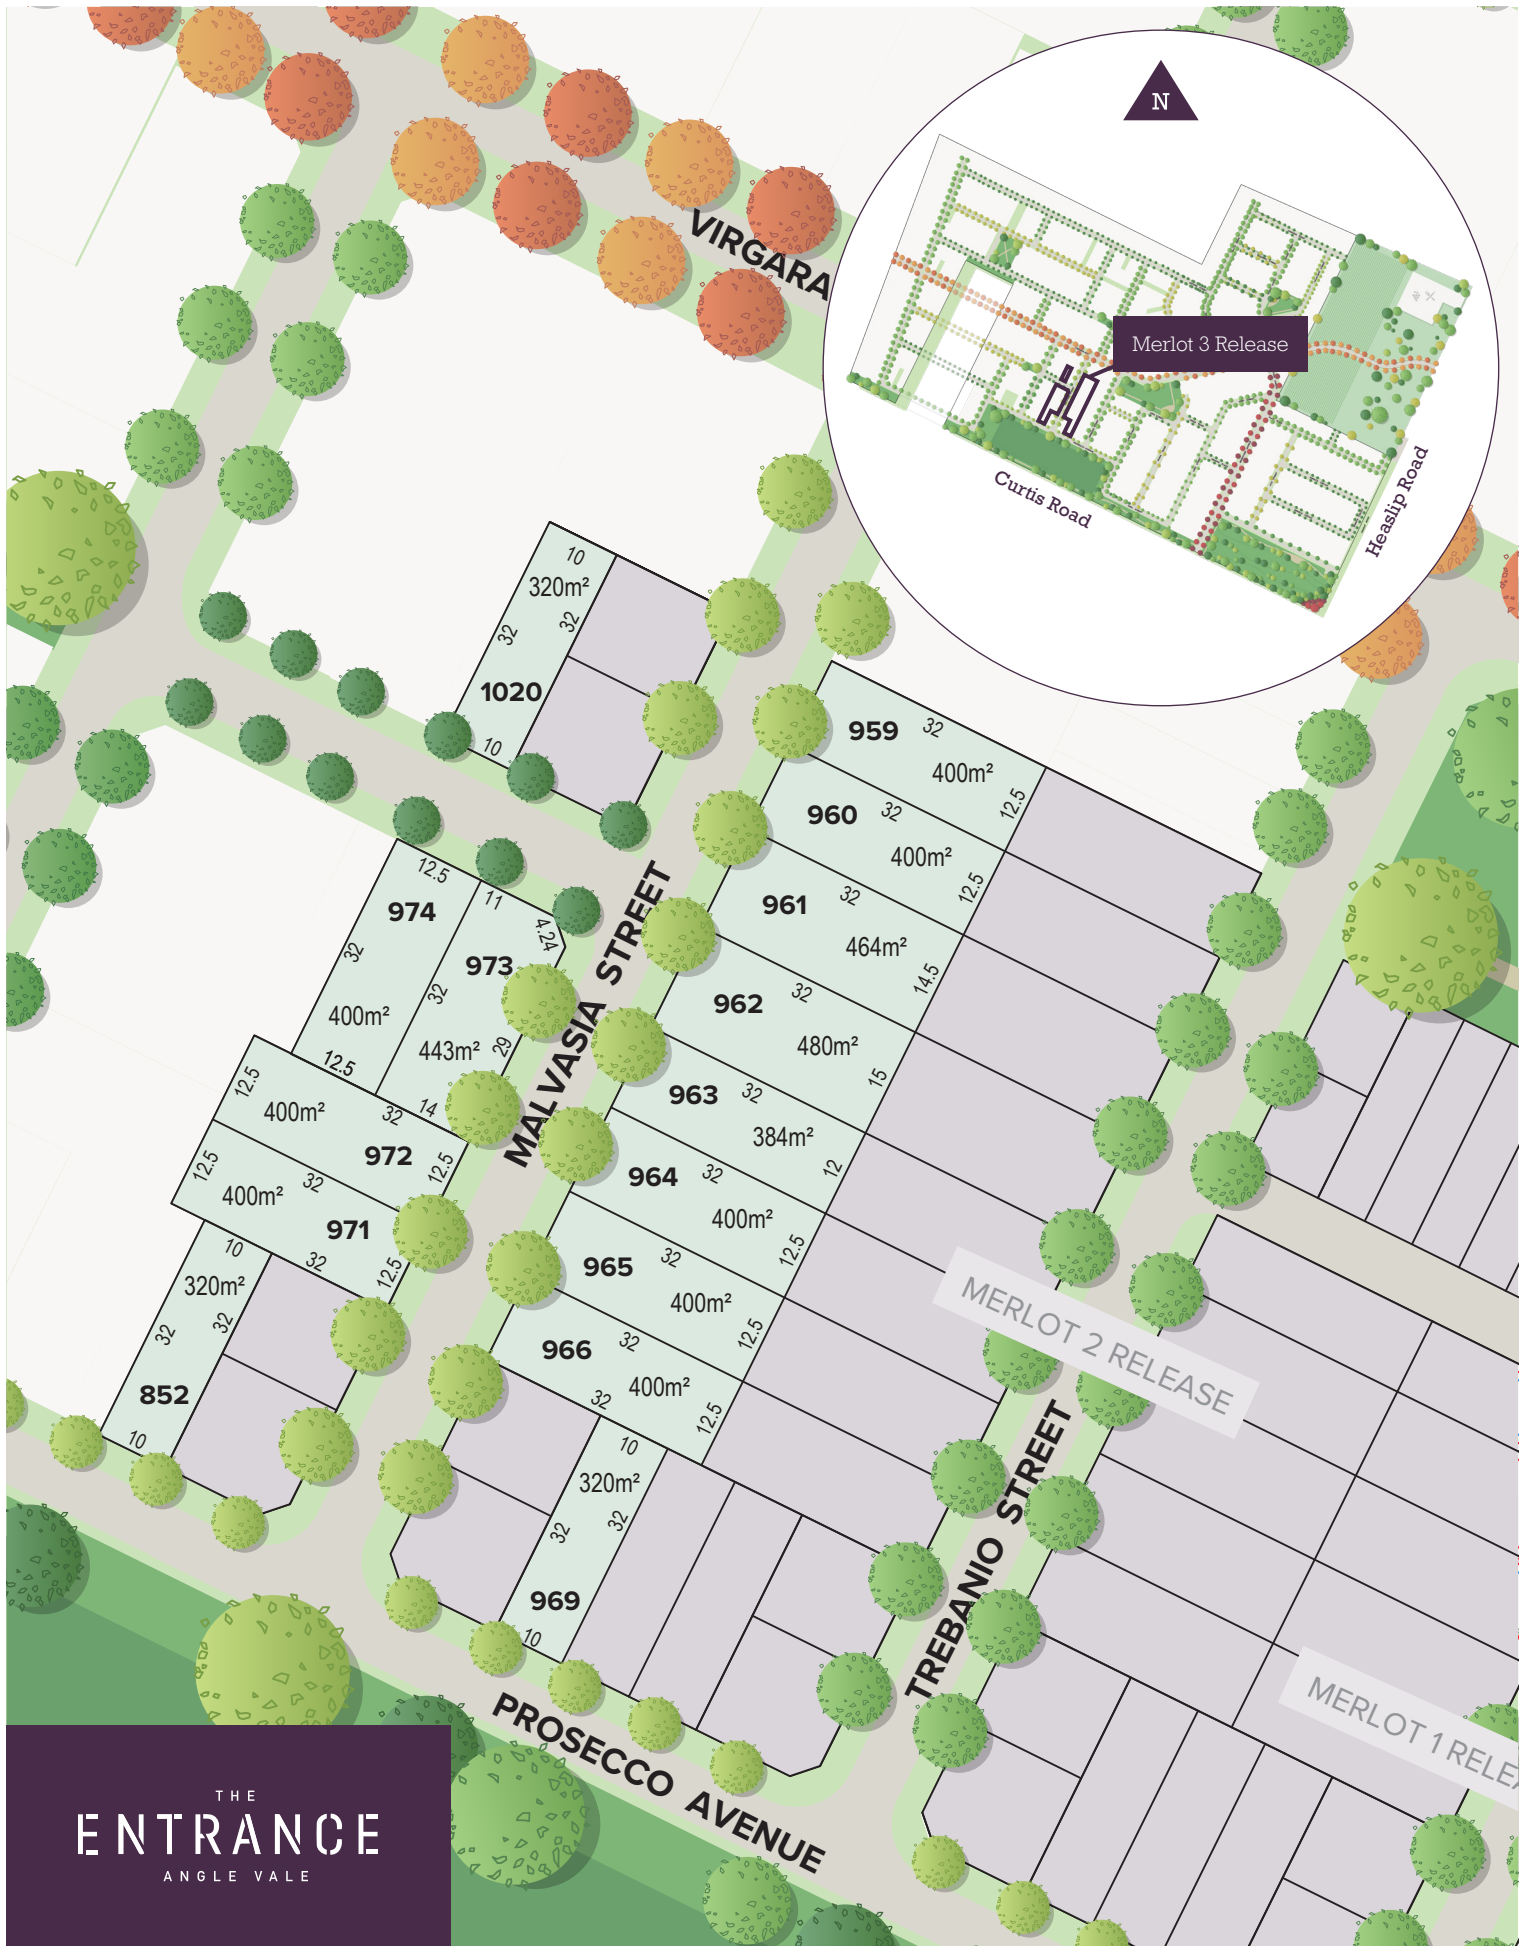 VIRGARA
N
Merlot 3 Release
Curtis Road
Heaslip Road
10
320m²
32
32
1020
10
959
32
400m²
12.5
960
32
400m²
12.5
961
32
464m²
14.5
962
32
480m²
15
963
32
384m²
12
964
32
400m²
12.5
965
32
400m²
12.5
966
32
400m²
32
12.5
12.5
974
32
400m²
12.5
11
4.24
973
32
443m²
29
14
12.5
400m²
32
972
12.5
12.5
400m²
32
971
32
12.5
10
320m²
32
32
852
10
10
320m²
32
32
969
10
MALVASIA STREET
TREBANIO STREET
PROSECCO AVENUE
MERLOT 2 RELEASE
MERLOT 1 RELEA
THE
ENTRANCE
ANGLE VALE